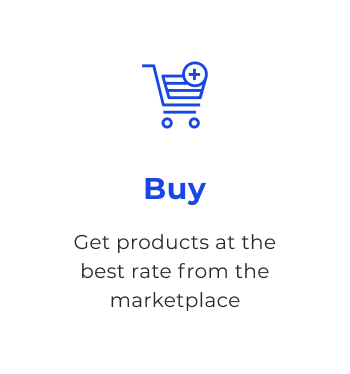 Buy
Get products at the
best rate from the
marketplace